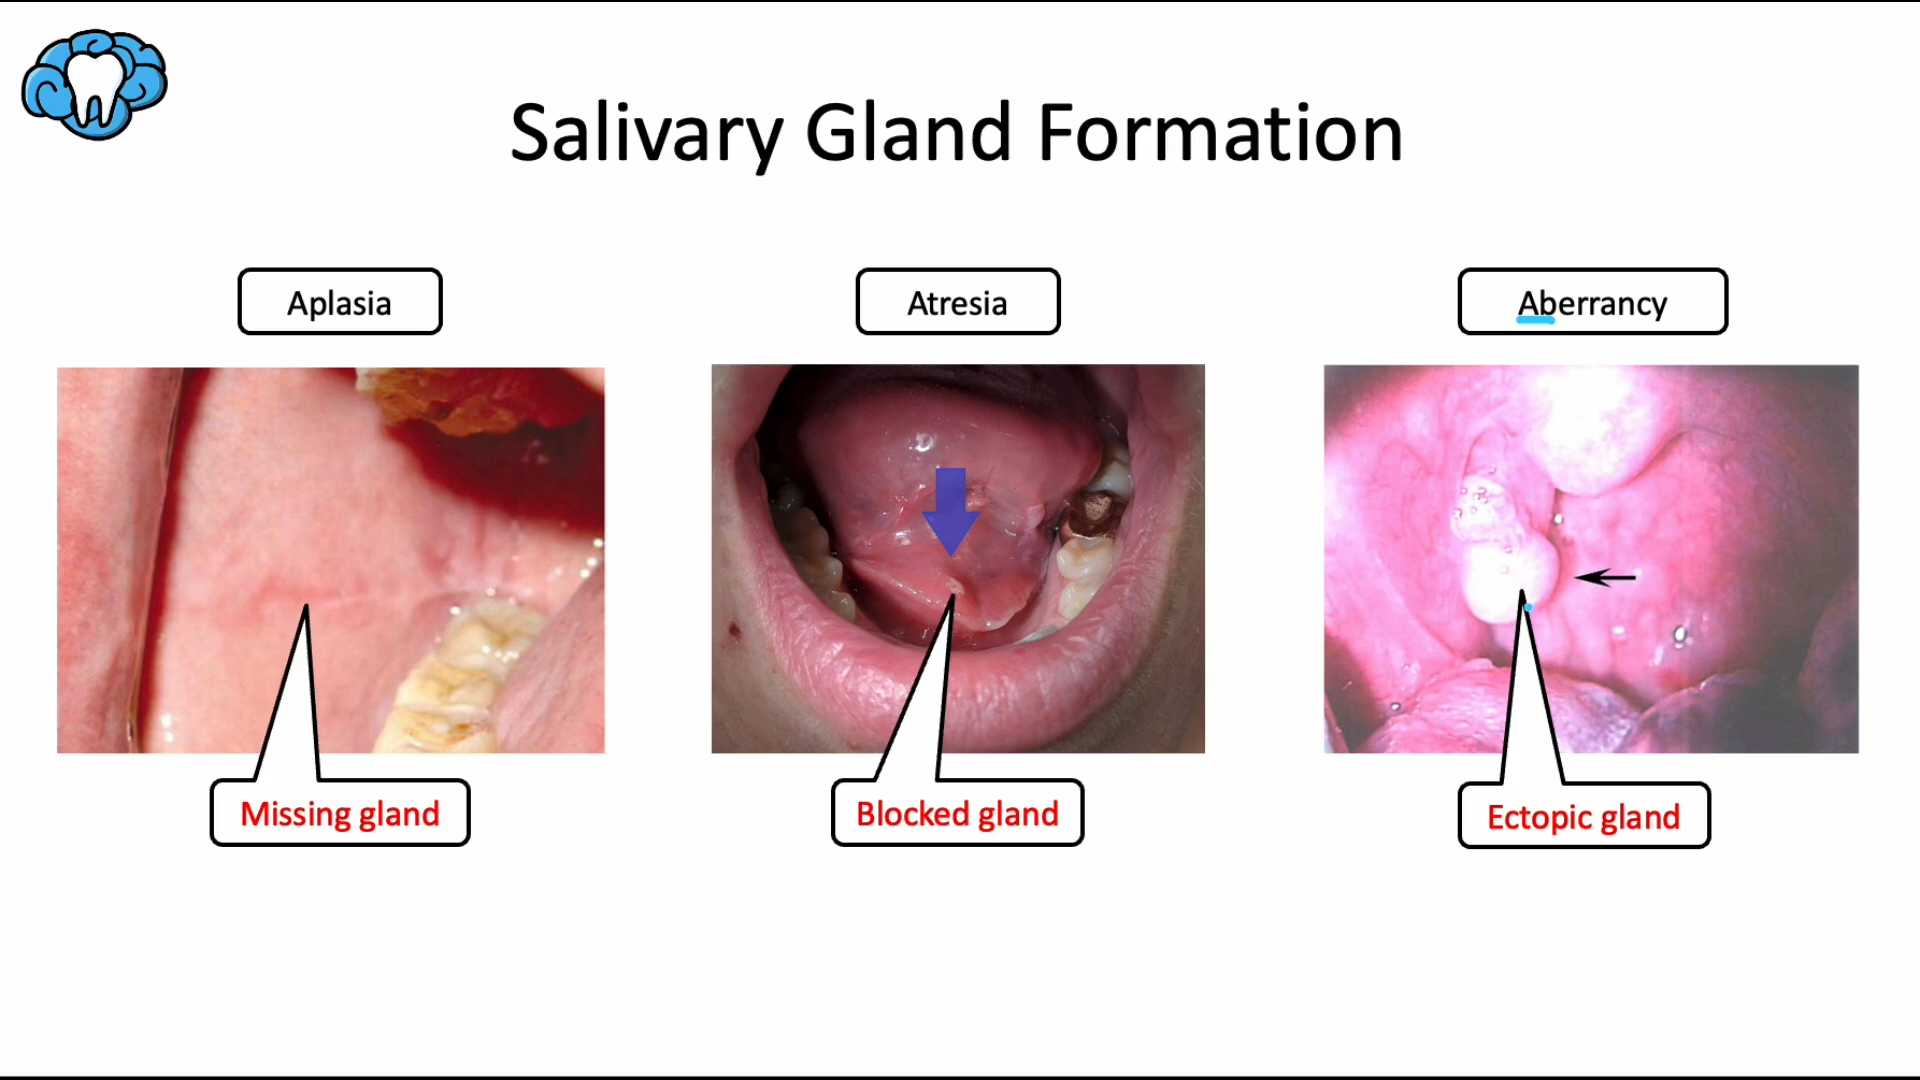 Salivary Gland Formation
Aplasia
Atresia
Aberrancy
Missing gland
Blocked gland
Ectopic gland